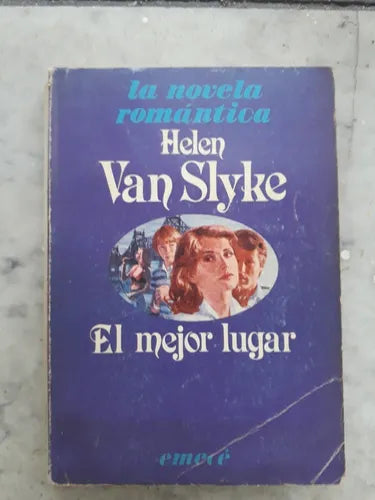 la novela
romántica
Helen
Van Slyke
El mejor lugar
emecé